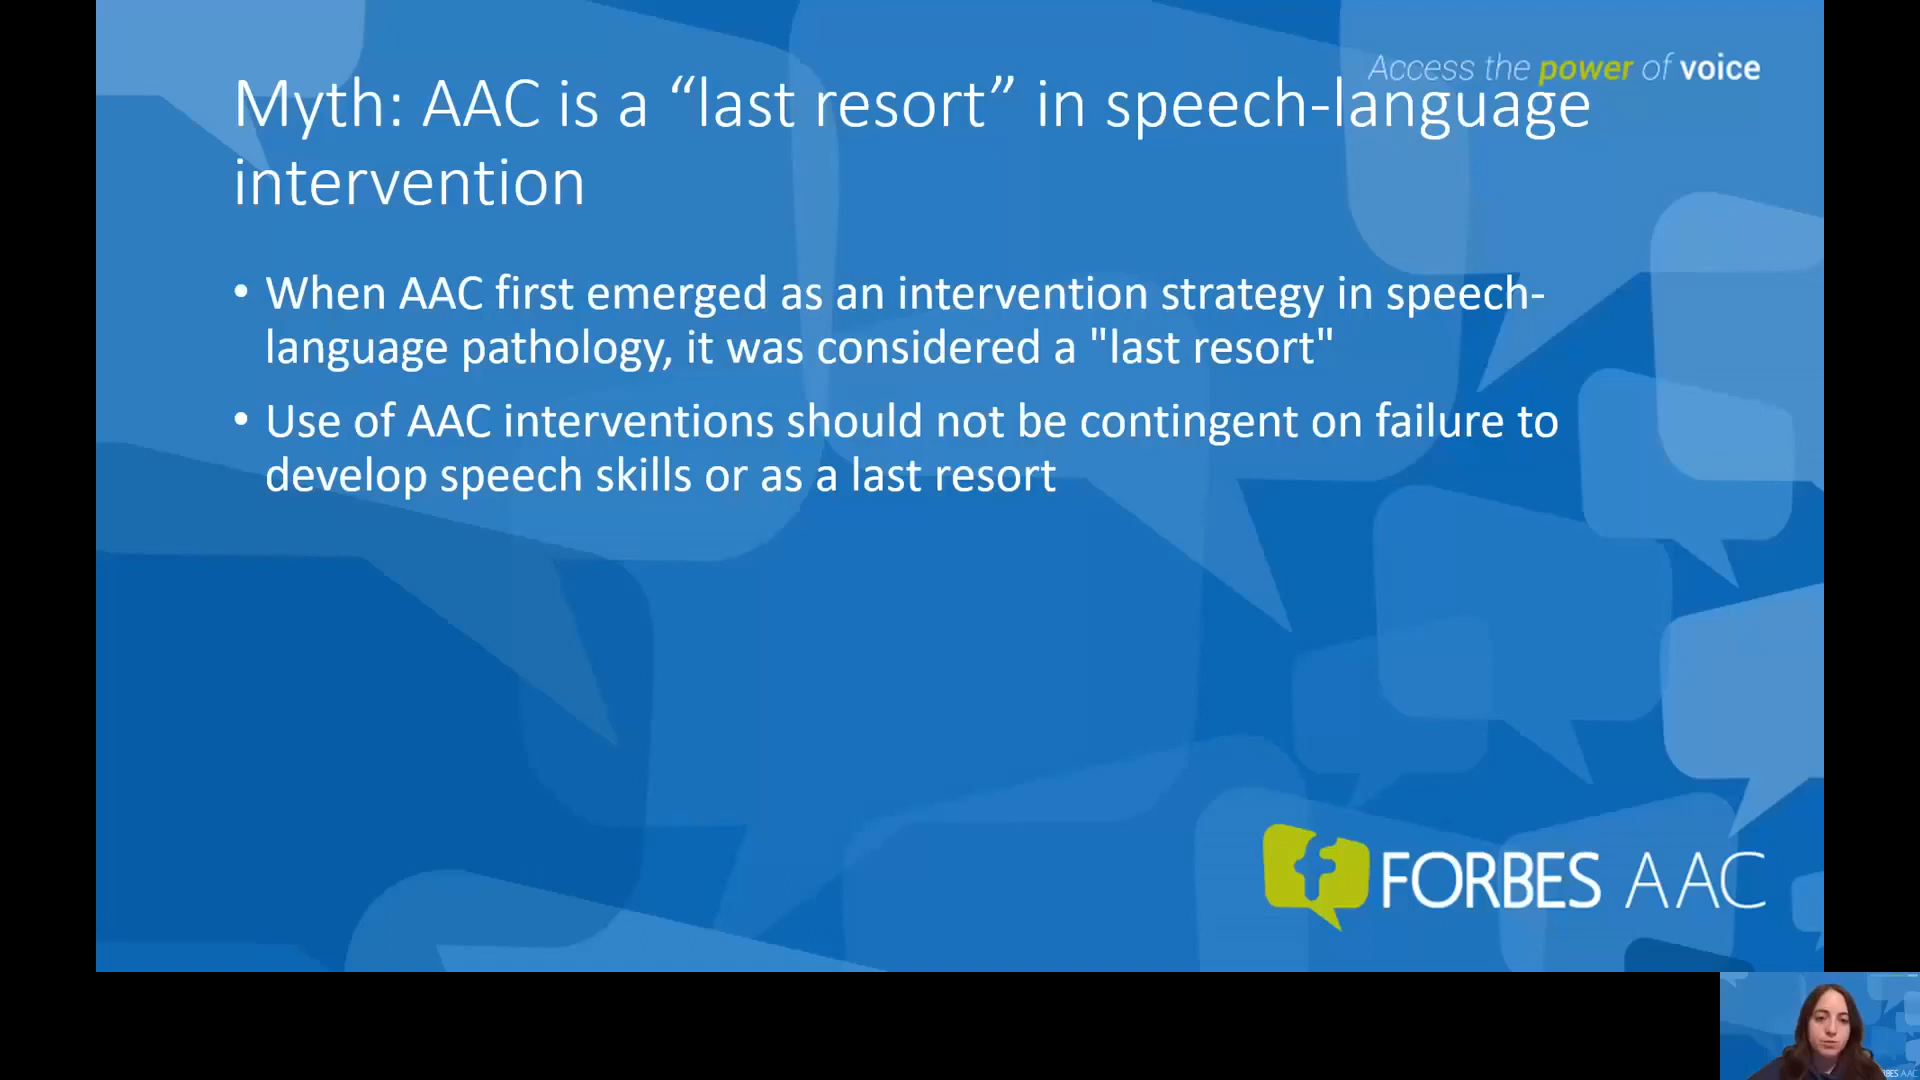 Access the power of voice
Myth: AAC is a “last resort” in speech-language
intervention
• When AAC first emerged as an intervention strategy in speech-
language pathology, it was considered a "last resort"
• Use of AAC interventions should not be contingent on failure to
develop speech skills or as a last resort
f FORBES AAC
BES AAC